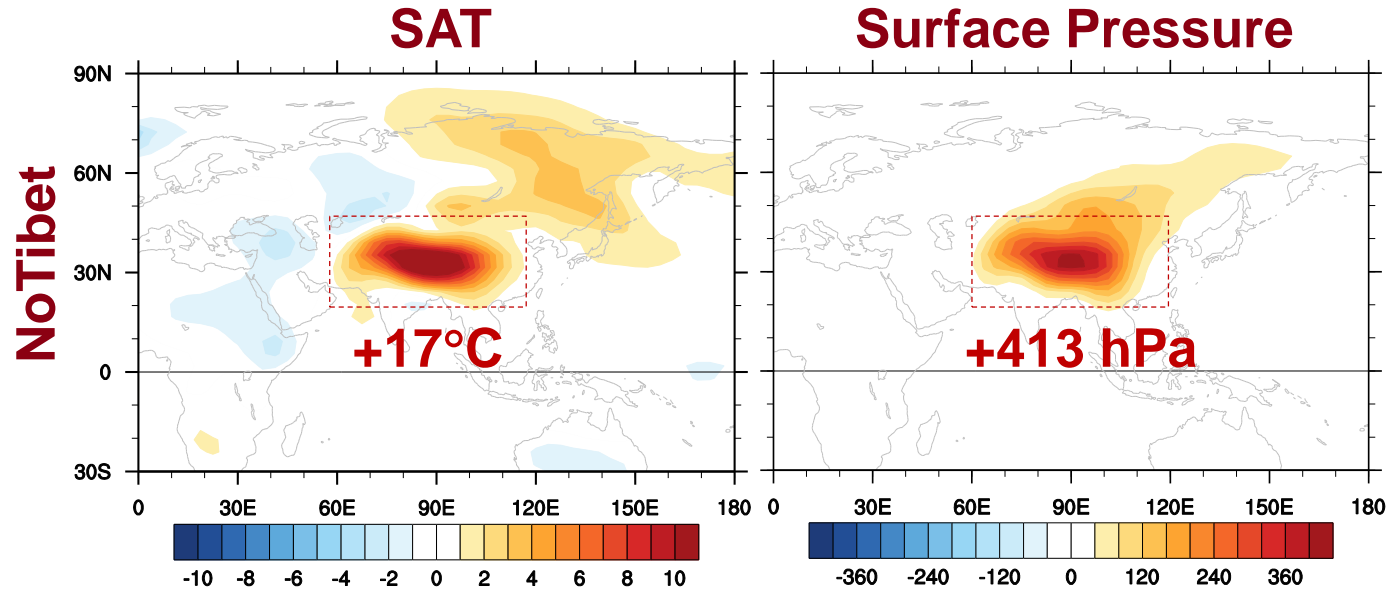 SAT
Surface Pressure
NoTibet
90N
60N
30N
0
30S
+17°C
+413 hPa
0 30E 60E 90E 120E 150E 180
0 30E 60E 90E 120E 150E 180
-10 -8 -6 -4 -2 0 2 4 6 8 10
-360 -240 -120 0 120 240 360